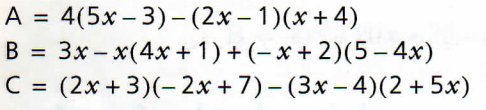 A = 4(5x – 3) – (2x – 1)(x + 4)
B = 3x – x(4x + 1) + (– x + 2)(5 – 4x)
C = (2x + 3)(– 2x + 7) – (3x – 4)(2 + 5x)